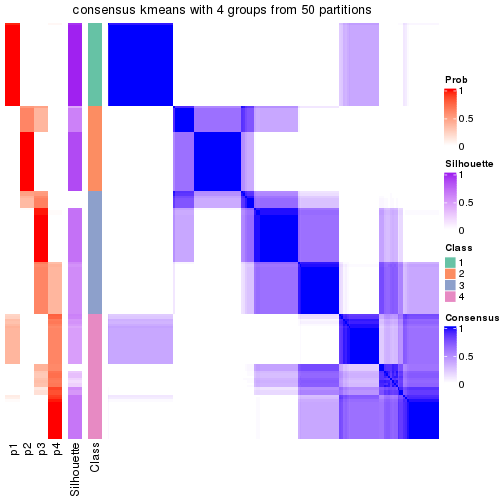 consensus kmeans with 4 groups from 50 partitions
Prob
1
0.5
0
Silhouette
1
0.5
0
Class
1
2
3
4
Consensus
1
0.5
0
p1
p2
p3
p4
Silhouette
Class